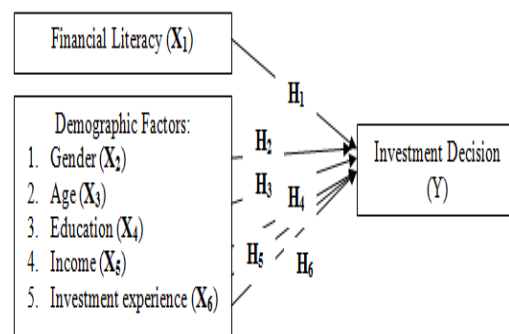 Financial Literacy (X1)
H1
Demographic Factors:
1. Gender (X2)
2. Age (X3)
3. Education (X4)
4. Income (X5)
5. Investment experience (X6)
H2
H3
H4
H5
H6
Investment Decision
(Y)